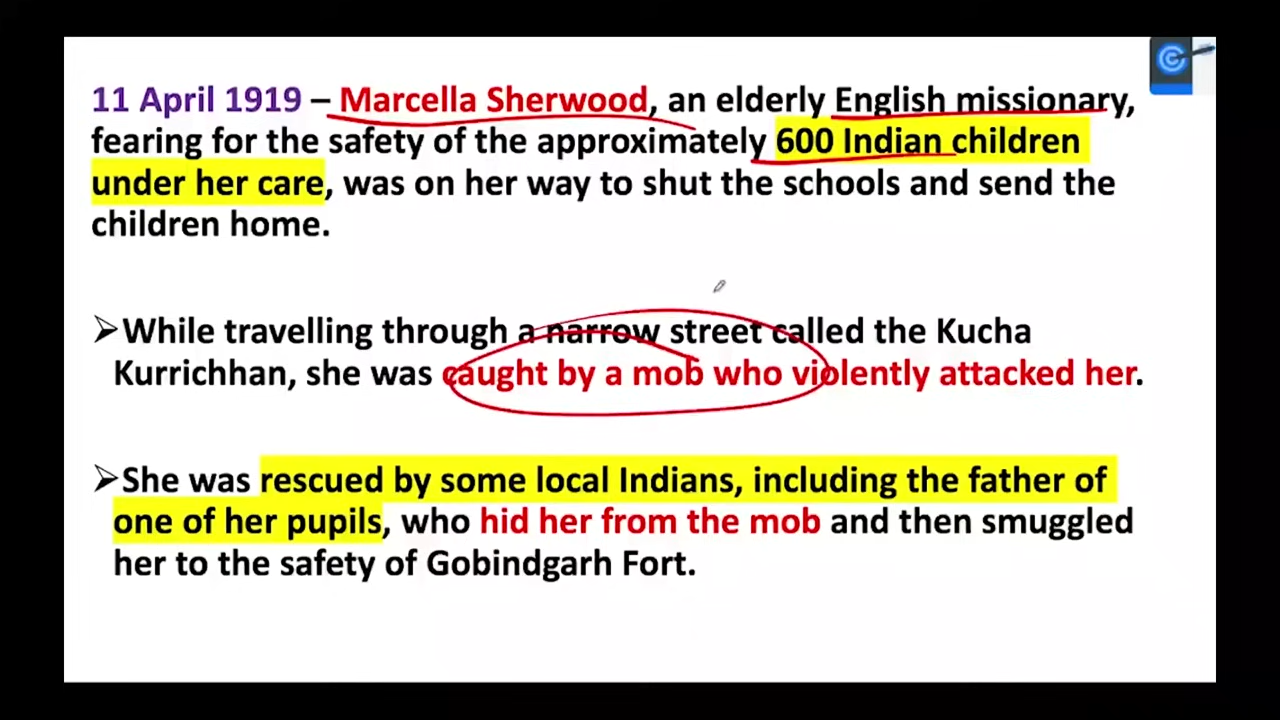 11 April 1919 – Marcella Sherwood, an elderly English missionary,
fearing for the safety of the approximately 600 Indian children
under her care, was on her way to shut the schools and send the
children home.
➢While travelling through a narrow street called the Kucha
Kurrichhan, she was caught by a mob who violently attacked her.
➢She was rescued by some local Indians, including the father of
one of her pupils, who hid her from the mob and then smuggled
her to the safety of Gobindgarh Fort.